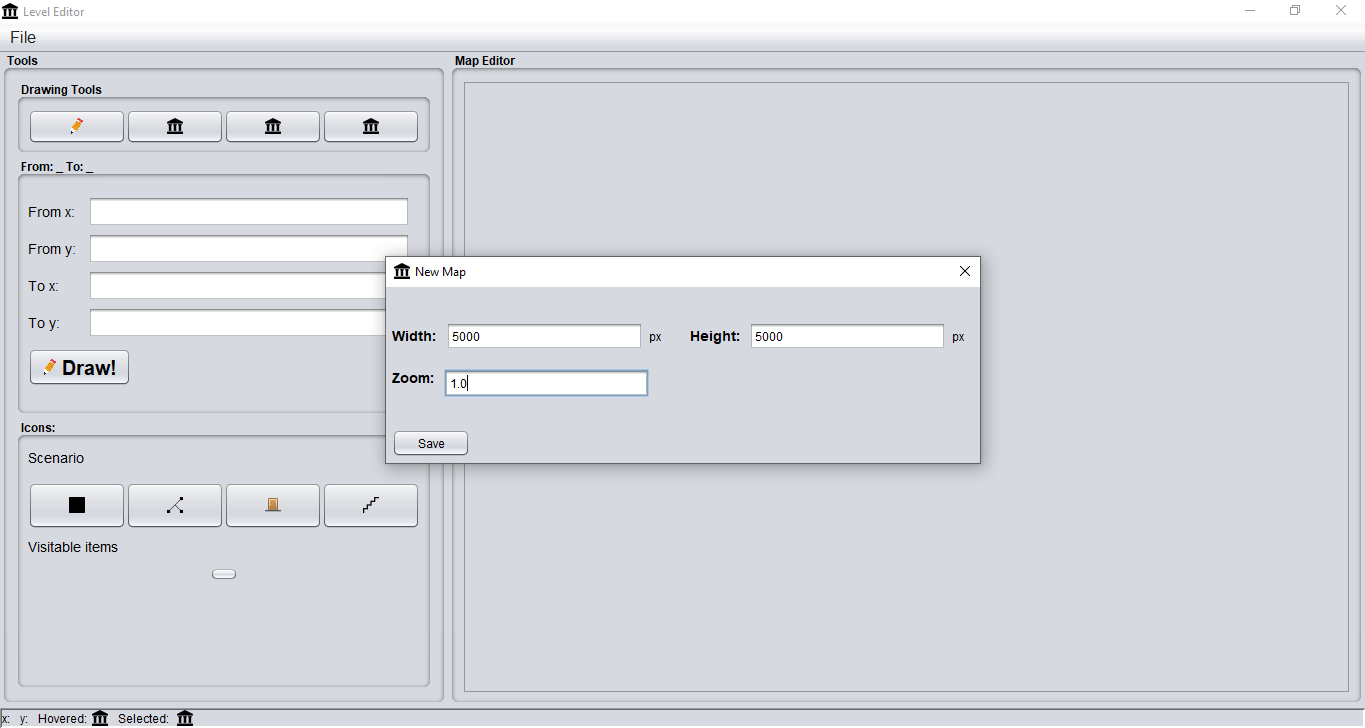 Level Editor
File
Tools
Map Editor
Drawing Tools
From: _ To: _
From x:
From y:
To x:
To y:
Draw!
New Map
Width: 5000 px Height: 5000 px
Zoom: 1.0
Save
Icons:
Scenario
Visitable items
x: y: Hovered: Selected: